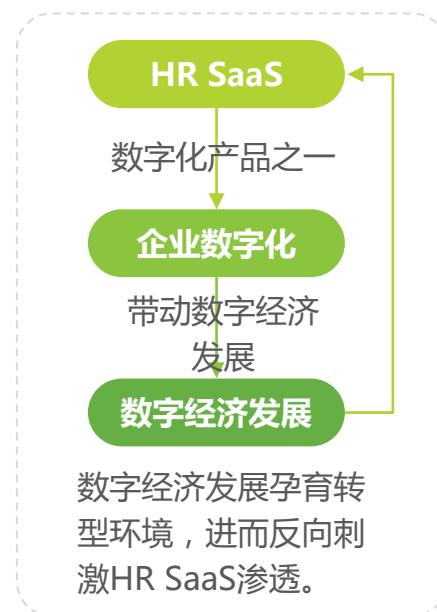 HR SaaS
数字化产品之一
企业数字化
带动数字经济
发展
数字经济发展
数字经济发展孕育转
型环境，进而反向刺
激HR SaaS渗透。